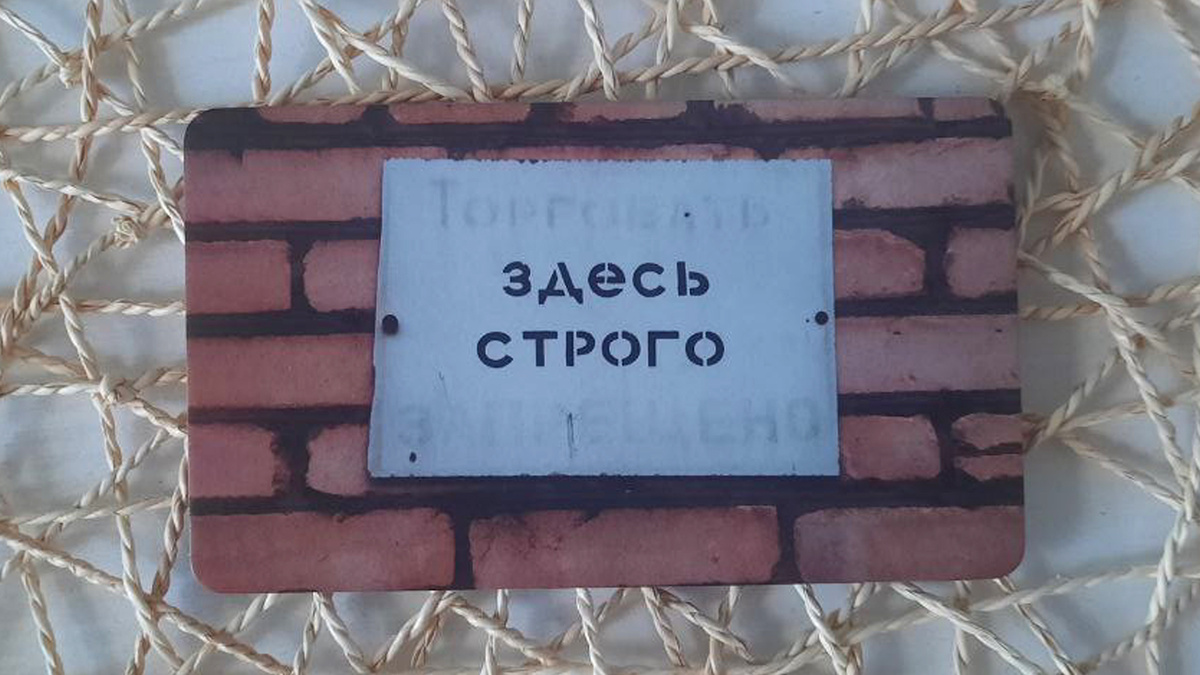 Торговать
здесь
строго
запрещено